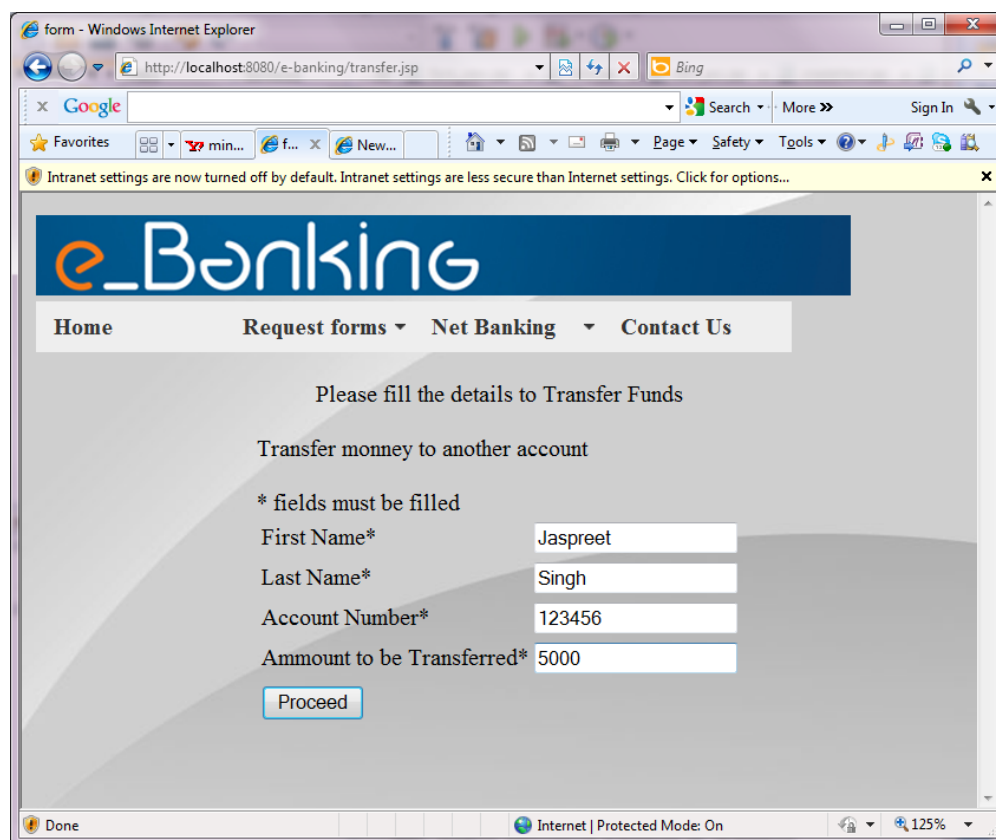 form - Windows Internet Explorer
http://localhost:8080/e-banking/transfer.jsp Bing
x Google Search More >> Sign In
Favorites min... f... X New... Page Safety Tools
Intranet settings are now turned off by default. Intranet settings are less secure than Internet settings. Click for options...
e_Banking
Home Request forms Net Banking Contact Us
Please fill the details to Transfer Funds
Transfer monney to another account
* fields must be filled
First Name* Jaspreet
Last Name* Singh
Account Number* 123456
Ammount to be Transferred* 5000
Proceed
Done Internet | Protected Mode: On 125%